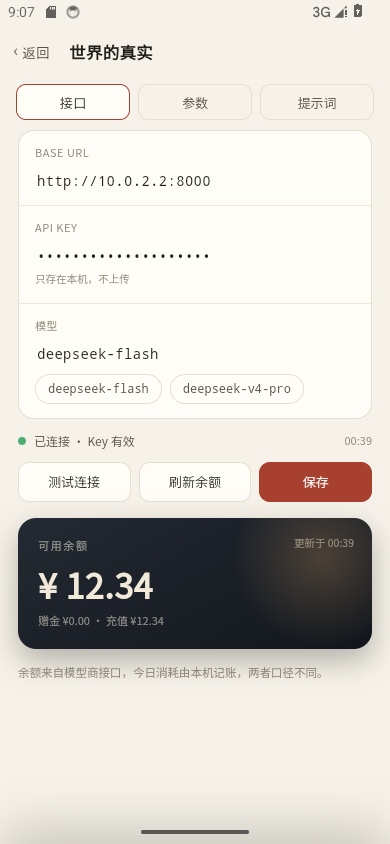 9:07
3G
‹ 返回 世界的真实
接口 参数 提示词
BASE URL
http://10.0.2.2:8000
API KEY
••••••••••••••••••••
只存在本机，不上传
模型
deepseek-flash
deepseek-flash deepseek-v4-pro
已连接 · Key 有效 00:39
测试连接 刷新余额 保存
可用余额 更新于 00:39
¥ 12.34
赠金 ¥0.00 · 充值 ¥12.34
余额来自模型商接口，今日消耗由本机记账，两者口径不同。